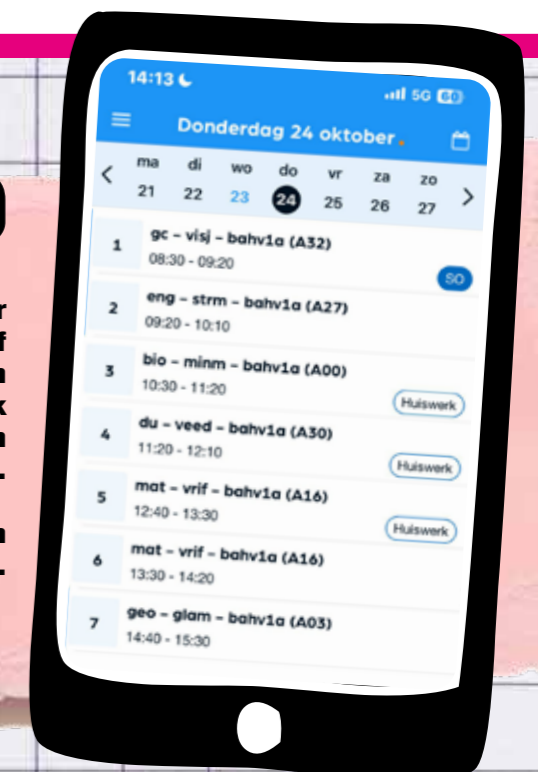 14:13
5G 60
Donderdag 24 oktober.
ma di wo do vr za zo
21 22 23 24 25 26 27
1 gc – visj – bahv1a (A32)
08:30 - 09:20
SO
2 eng – strm – bahv1a (A27)
09:20 - 10:10
3 bio – minm – bahv1a (A00)
10:30 - 11:20
Huiswerk
4 du – veed – bahv1a (A30)
11:20 - 12:10
Huiswerk
5 mat – vrif – bahv1a (A16)
12:40 - 13:30
Huiswerk
6 mat – vrif – bahv1a (A16)
13:30 - 14:20
7 geo – glam – bahv1a (A03)
14:40 - 15:30